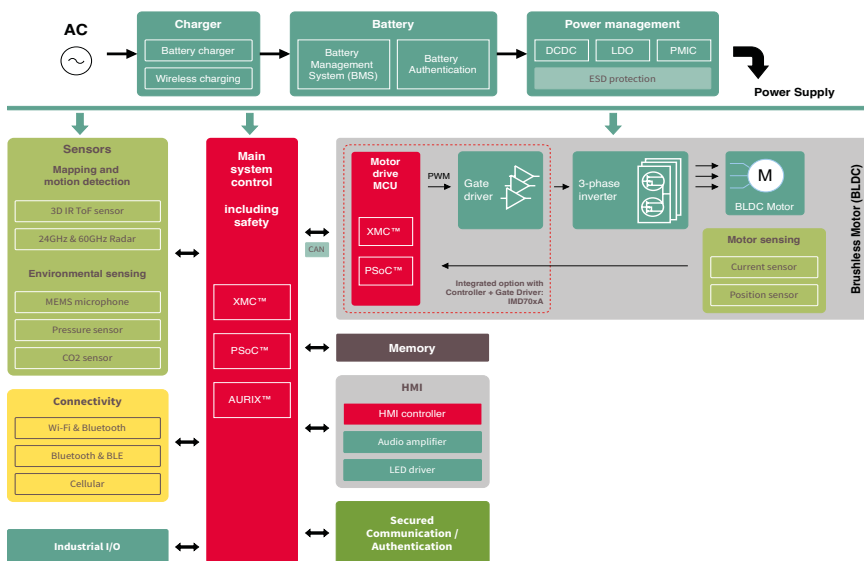 AC
Charger
Battery charger
Wireless charging
Battery
Battery
Management
System (BMS)
Battery
Authentication
Power management
DCDC
LDO
PMIC
ESD protection
Power Supply
Sensors
Mapping and
motion detection
3D IR ToF sensor
24GHz & 60GHz Radar
Environmental sensing
MEMS microphone
Pressure sensor
CO2 sensor
Connectivity
Wi-Fi & Bluetooth
Bluetooth & BLE
Cellular
Industrial I/O
Main
system
control
including
safety
XMC™
PSoC™
AURIX™
CAN
Motor
drive
MCU
XMC™
PSoC™
PWM
Gate
driver
Integrated option with
Controller + Gate Driver:
IMD70xA
3-phase
inverter
M
BLDC Motor
Motor sensing
Current sensor
Position sensor
Brushless Motor (BLDC)
Memory
HMI
HMI controller
Audio amplifier
LED driver
Secured
Communication /
Authentication